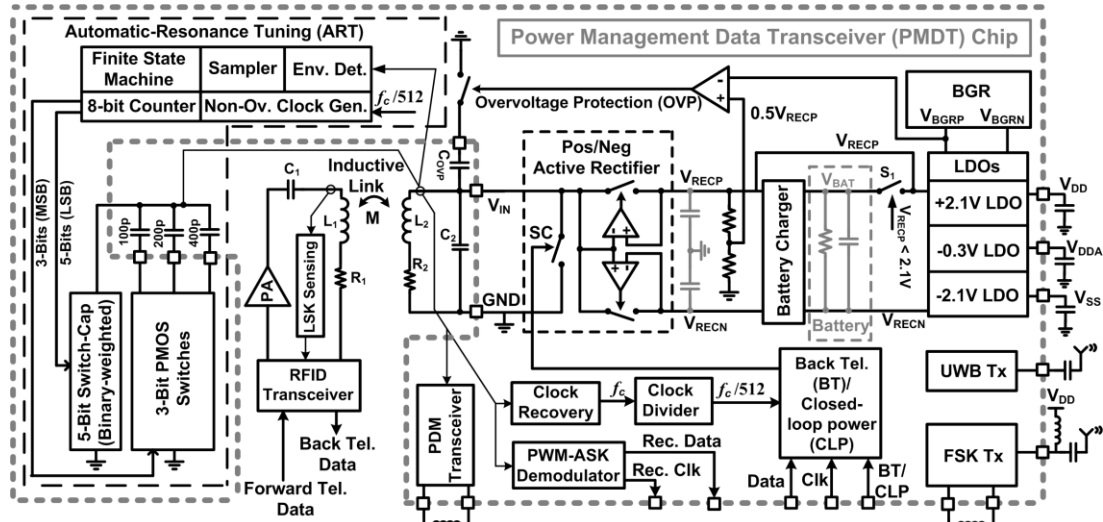 Automatic-Resonance Tuning (ART)
Power Management Data Transceiver (PMDT) Chip
Finite State
Machine
Sampler
Env. Det.
8-bit Counter
Non-Ov. Clock Gen.
fc/512
Overvoltage Protection (OVP)
-
+
0.5VRECP
BGR
VBGRP
VBGRN
3-Bits (MSB)
5-Bits (LSB)
100p
200p
400p
C1
Inductive
Link
M
L1
R1
PA
LSK Sensing
L2
R2
C2
COVP
VIN
GND
Pos/Neg
Active Rectifier
SC
- +
- +
VRECP
VRECN
Battery Charger
VRECP
VBAT
Battery
S1
VRECP < 2.1V
VRECN
LDOs
+2.1V LDO
-0.3V LDO
-2.1V LDO
VDD
VDDA
VSS
5-Bit Switch-Cap
(Binary-weighted)
3-Bit PMOS
Switches
RFID
Transceiver
Back Tel.
Data
Forward Tel.
Data
PDM
Transceiver
Clock
Recovery
fc
Clock
Divider
fc/512
PWM-ASK
Demodulator
Rec. Data
Rec. Clk
Back Tel.
(BT)/
Closed-
loop power
(CLP)
Data
Clk
BT/
CLP
UWB Tx
VDD
FSK Tx